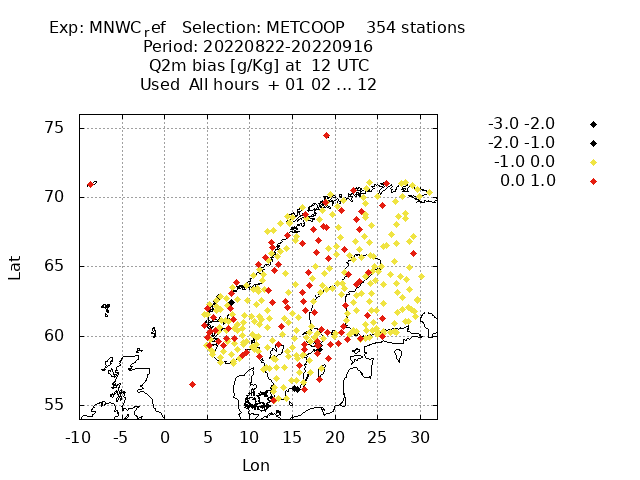 Exp: MNWCref Selection: METCOOP 354 stations
Period: 20220822-20220916
Q2m bias [g/Kg] at 12 UTC
Used All hours + 01 02 ... 12
-3.0 -2.0
-2.0 -1.0
-1.0 0.0
0.0 1.0
75
70
65
60
55
Lat
-10 -5 0 5 10 15 20 25 30
Lon